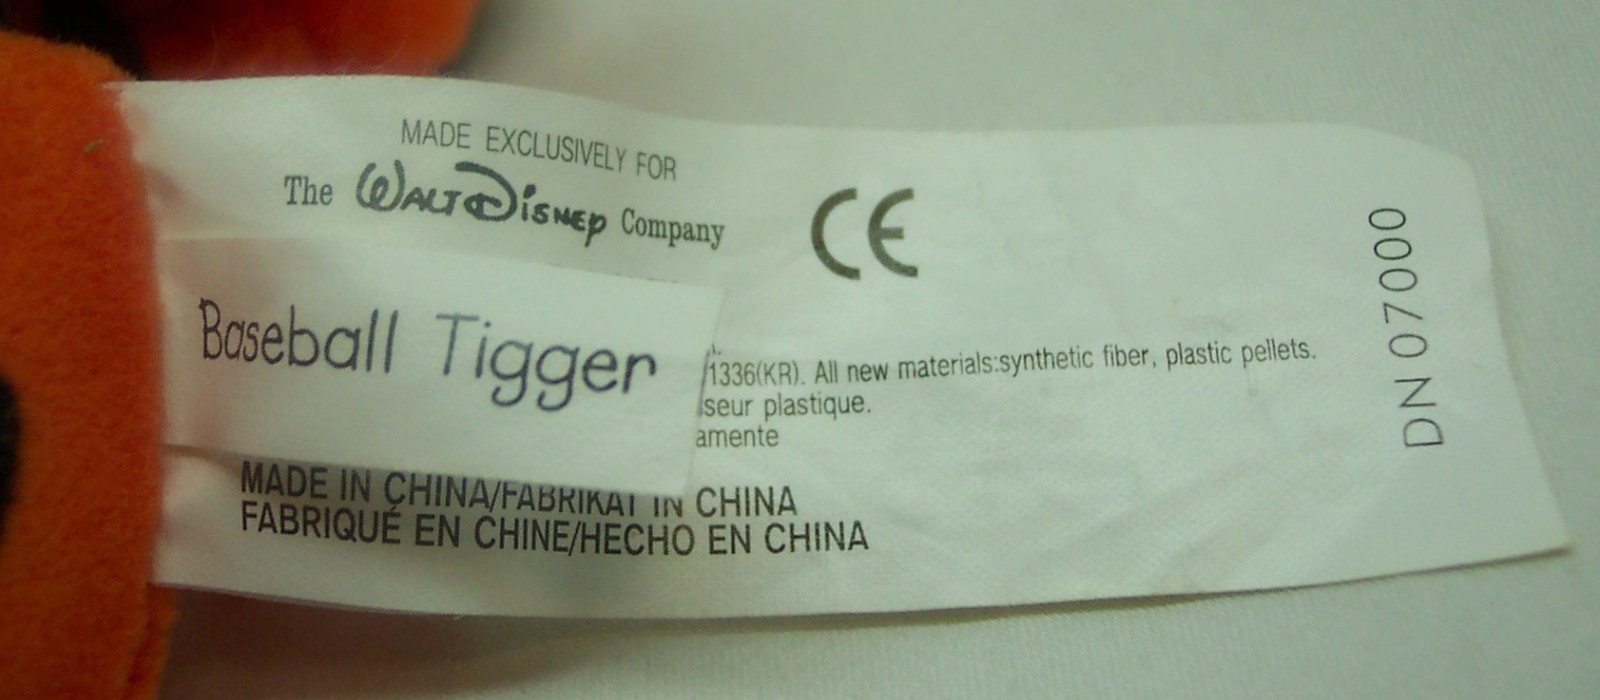 MADE EXCLUSIVELY FOR
The WALT DISNEY Company
CE
Baseball Tigger
1336(KR). All new materials:synthetic fiber, plastic pellets.
seur plastique.
amente
MADE IN CHINA/FABRIKAT IN CHINA
FABRIQUÉ EN CHINE/HECHO EN CHINA
DN 07000